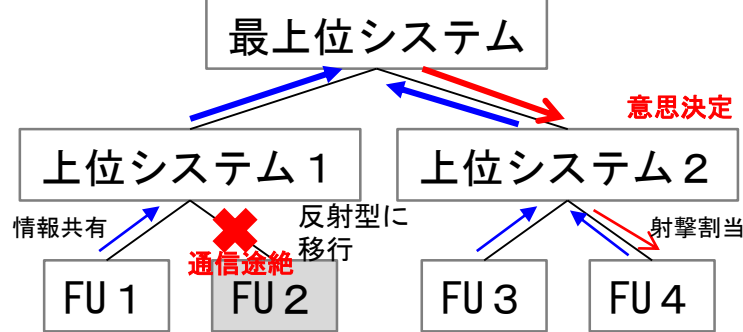 最上位システム
意思決定
上位システム１
上位システム２
情報共有
反射型に
移行
射撃割当
通信途絶
FU１
FU２
FU３
FU４